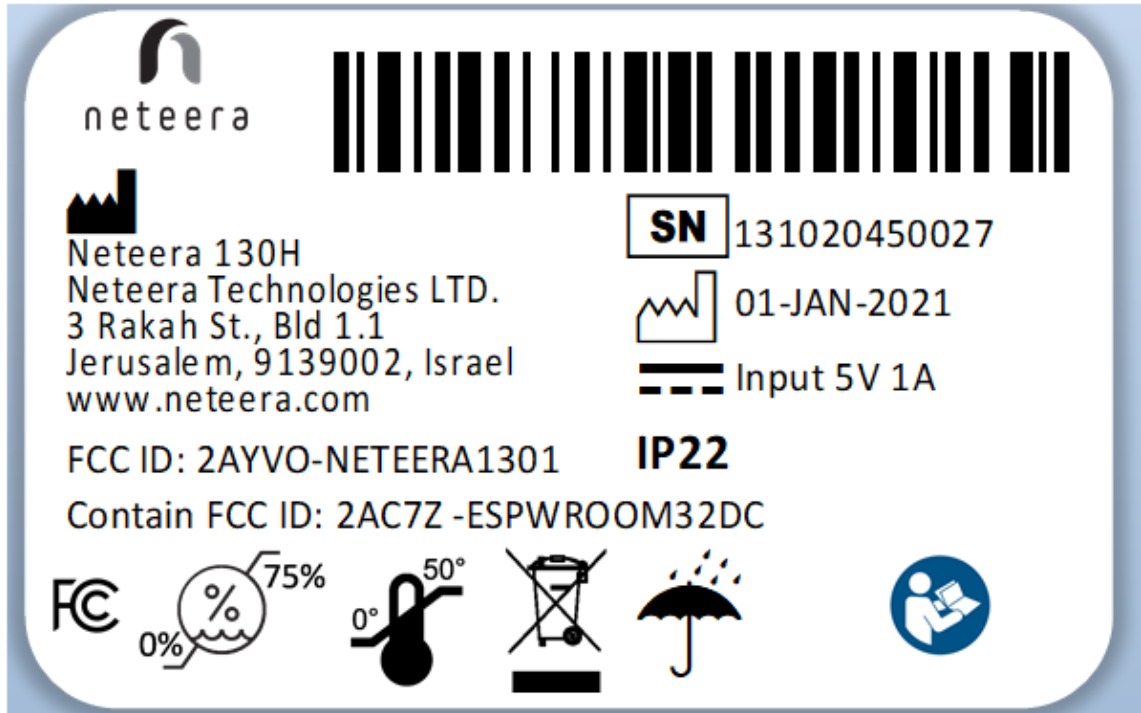 neteera
SN 131020450027
Neteera 130H
Neteera Technologies LTD.
3 Rakah St., Bld 1.1
Jerusalem, 9139002, Israel
www.neteera.com
01-JAN-2021
Input 5V 1A
FCC ID: 2AYVO-NETEERA1301
IP22
Contain FCC ID: 2AC7Z -ESPWROOM32DC
FC
0% % 75%
0° 50°